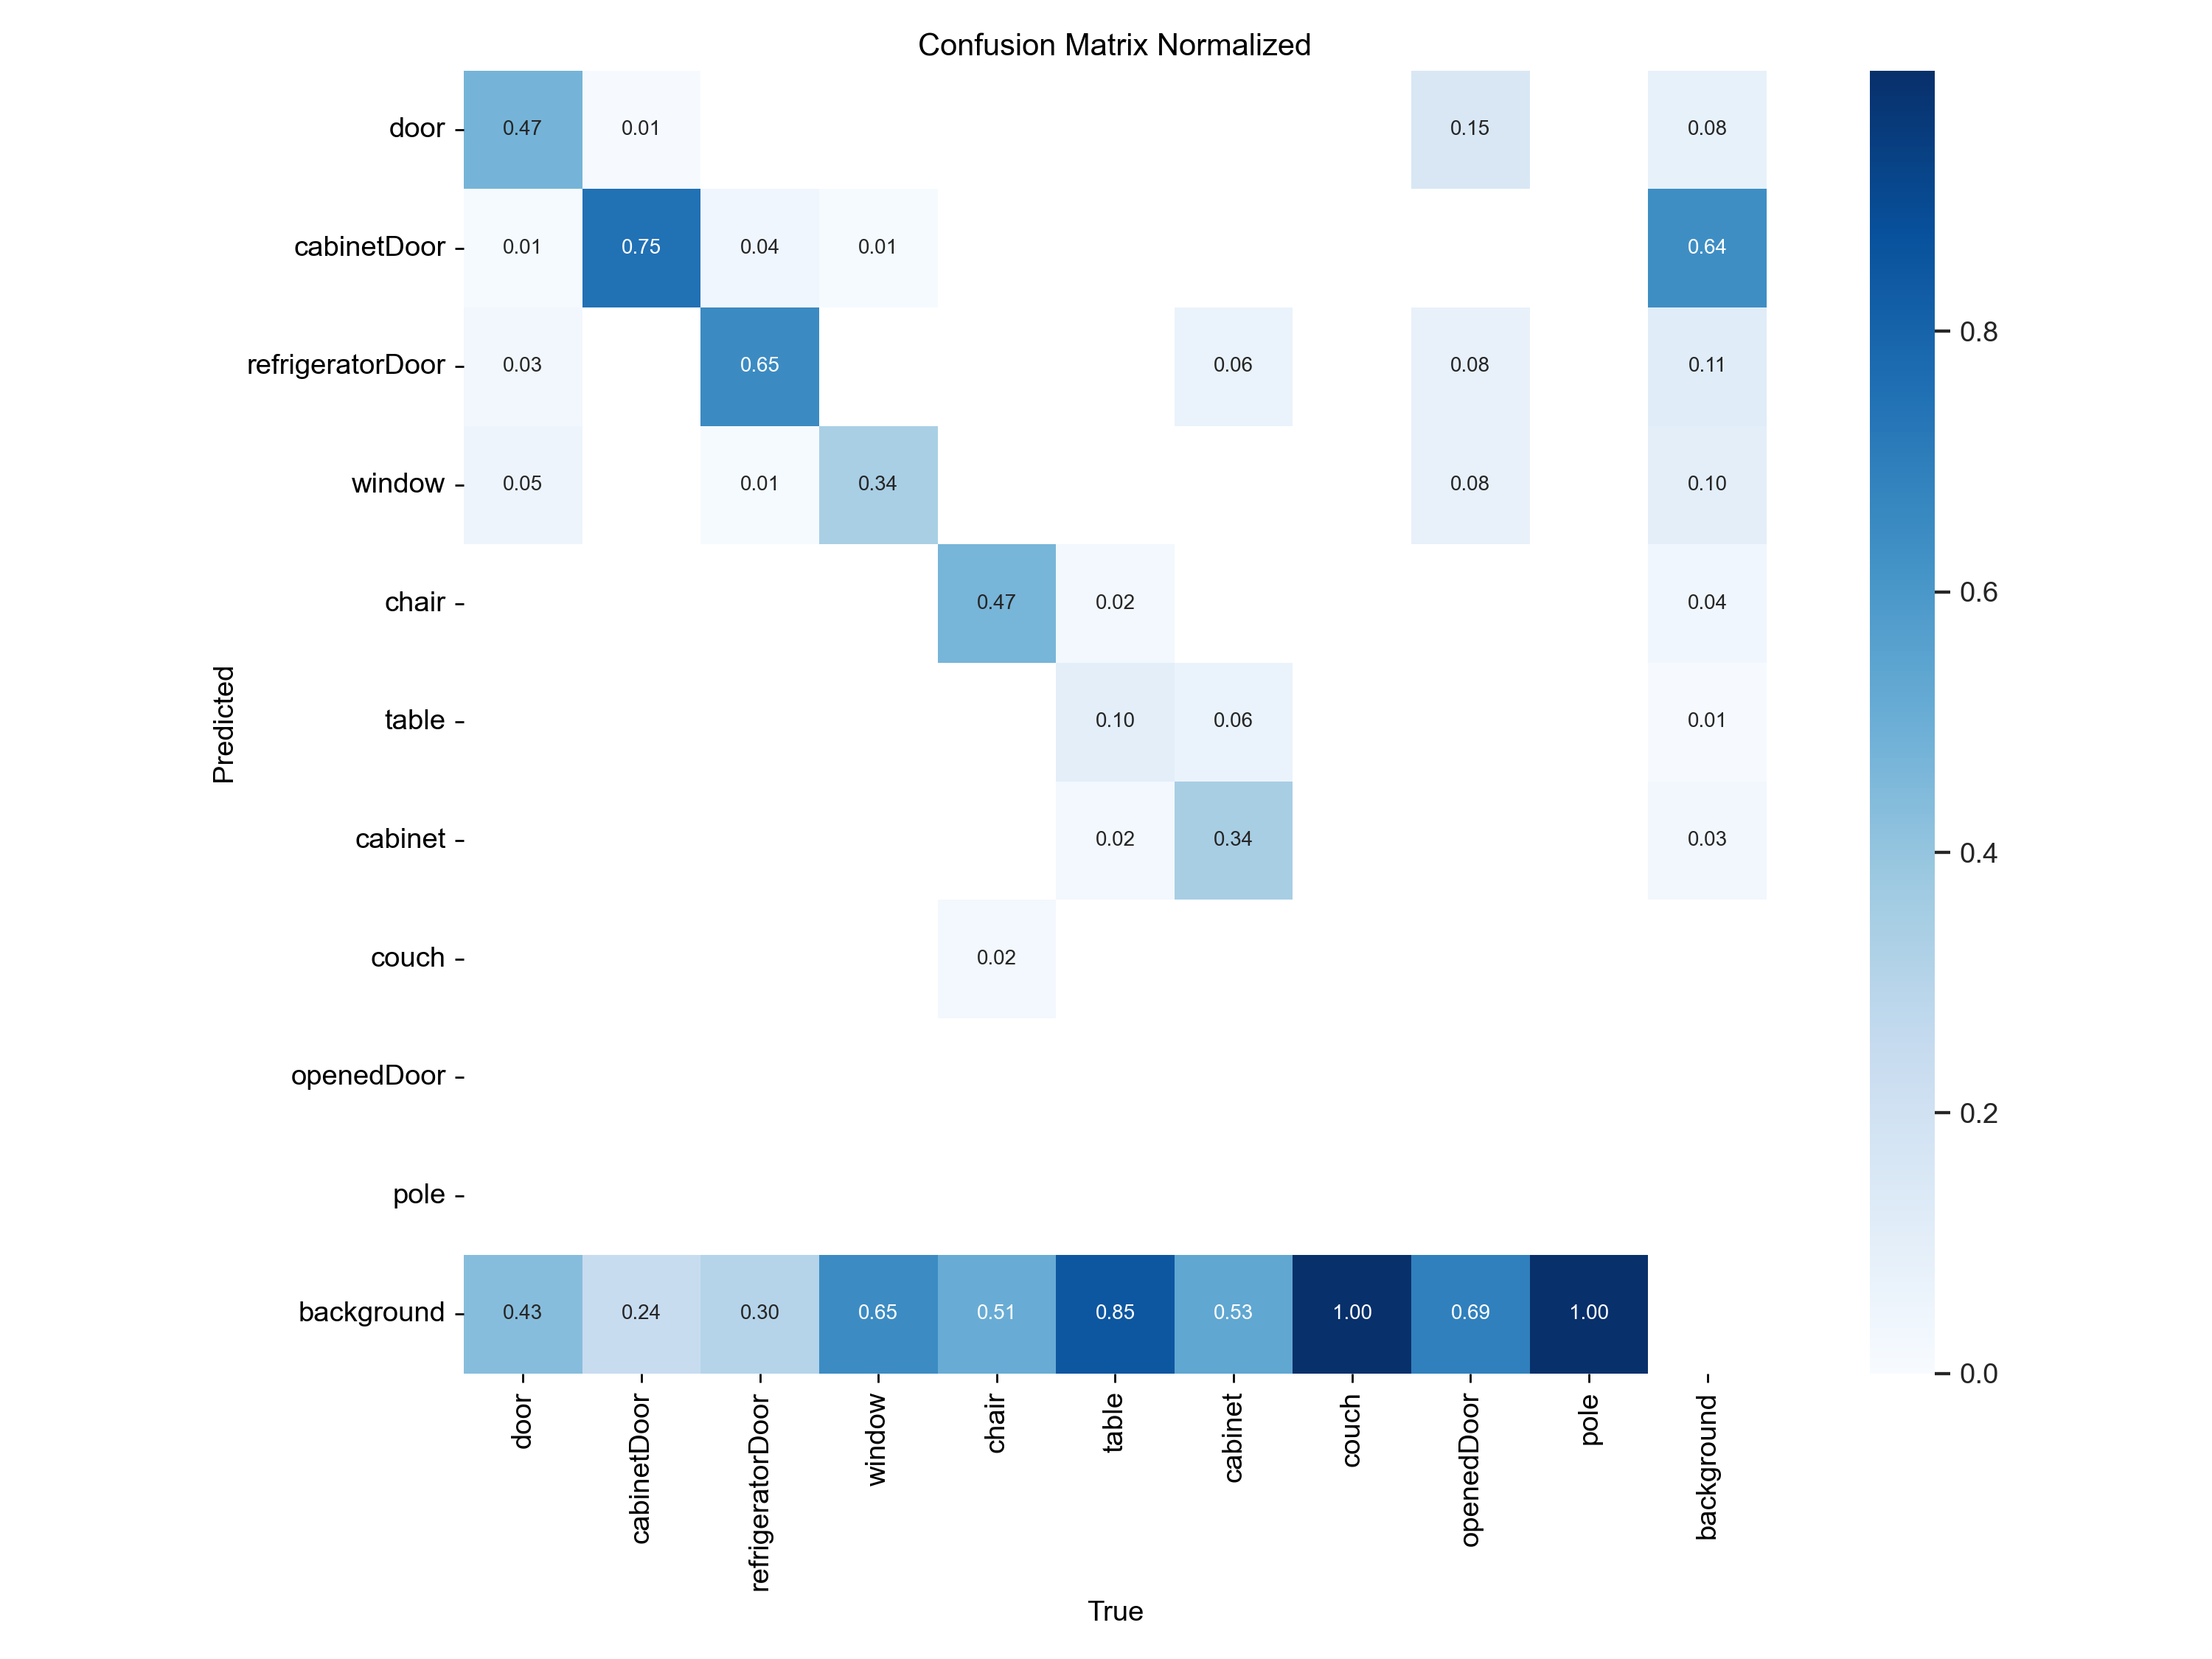 Confusion Matrix Normalized
door 0.47 0.01 0.15 0.08
cabinetDoor 0.01 0.75 0.04 0.01 0.64
refrigeratorDoor 0.03 0.65 0.06 0.08 0.11
window 0.05 0.01 0.34 0.08 0.10
chair 0.47 0.02 0.04
table 0.10 0.06 0.01
cabinet 0.02 0.34 0.03
couch 0.02
openedDoor
pole
background 0.43 0.24 0.30 0.65 0.51 0.85 0.53 1.00 0.69 1.00
Predicted
door cabinetDoor refrigeratorDoor window chair table cabinet couch openedDoor pole background
True
0.8
0.6
0.4
0.2
0.0